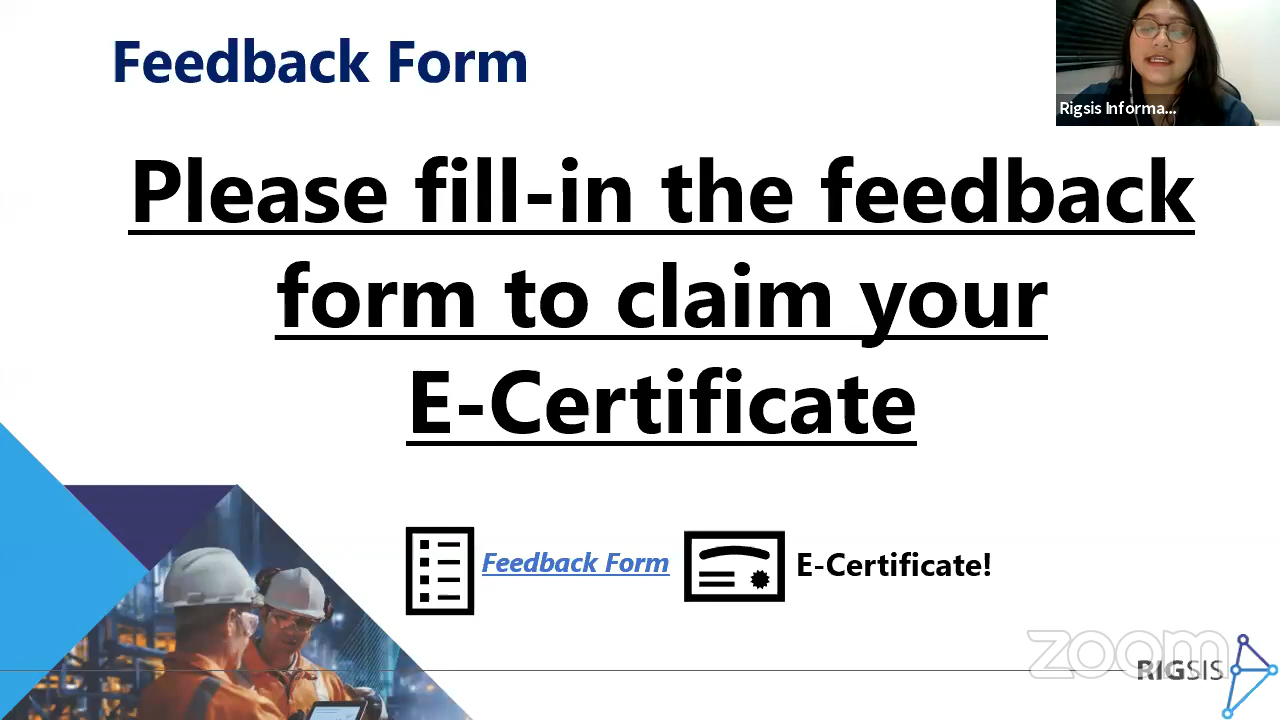 Feedback Form
Rigsis Informa...
Please fill-in the feedback
form to claim your
E-Certificate
Feedback Form
E-Certificate!
zoom
RIGSIS